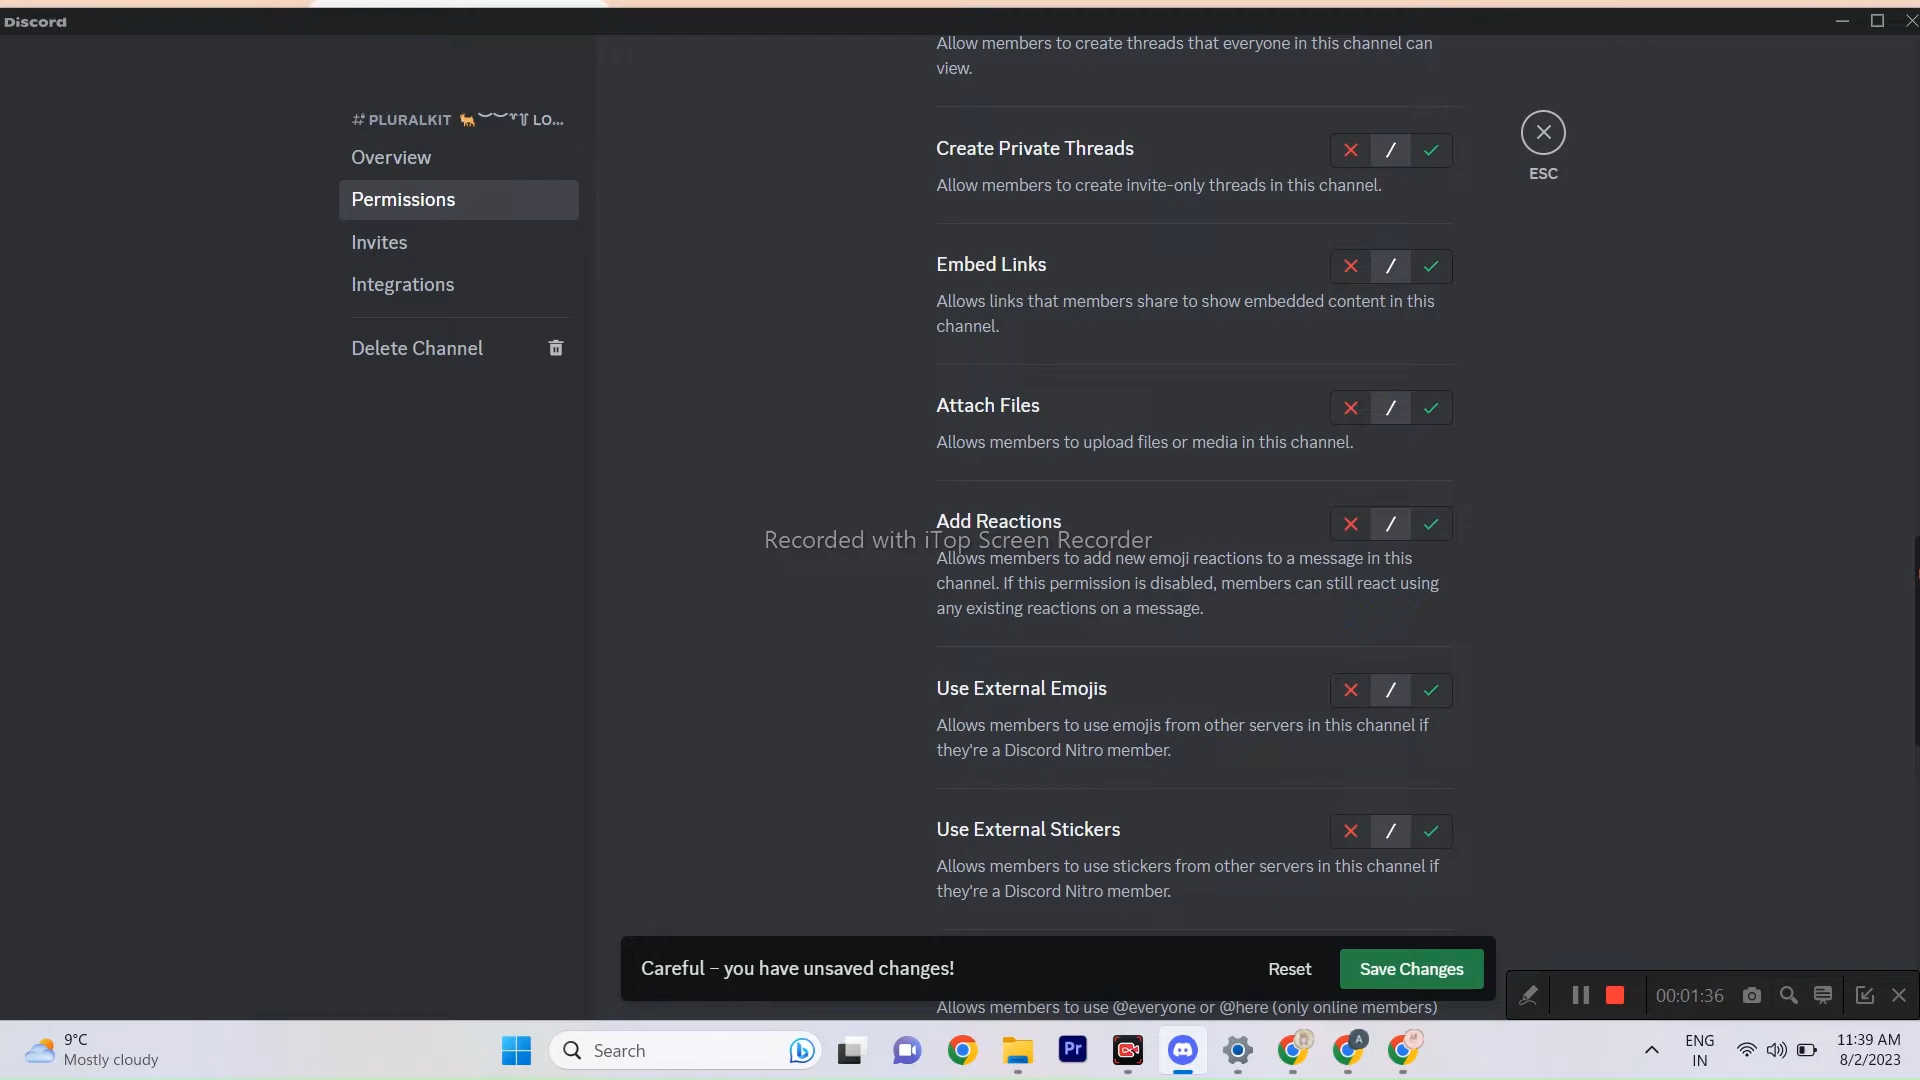 Discord
Allow members to create threads that everyone in this channel can
view.
PLURALKIT LO...
Overview
Permissions
Invites
Integrations
Delete Channel
Create Private Threads
Allow members to create invite-only threads in this channel.
ESC
Embed Links
Allows links that members share to show embedded content in this
channel.
Attach Files
Allows members to upload files or media in this channel.
Add Reactions
Recorded with iTop Screen Recorder
Allows members to add new emoji reactions to a message in this
channel. If this permission is disabled, members can still react using
any existing reactions on a message.
Use External Emojis
Allows members to use emojis from other servers in this channel if
they're a Discord Nitro member.
Use External Stickers
Allows members to use stickers from other servers in this channel if
they're a Discord Nitro member.
Careful – you have unsaved changes!
Reset
Save Changes
Allows members to use @everyone or @here (only online members)
00:01:36
9°C
Mostly cloudy
Search
Pr
A
ENG
IN
11:39 AM
8/2/2023